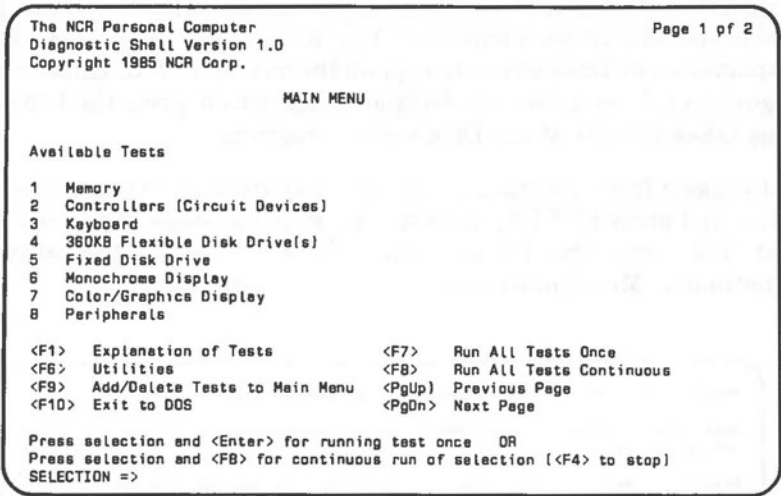 The NCR Personal Computer Page 1 of 2
Diagnostic Shell Version 1.0
Copyright 1985 NCR Corp.
MAIN MENU
Available Tests
1 Memory
2 Controllers (Circuit Devices)
3 Keyboard
4 360KB Flexible Disk Drive(s)
5 Fixed Disk Drive
6 Monochrome Display
7 Color/Graphics Display
8 Peripherals
<F1> Explanation of Tests <F7> Run All Tests Once
<F6> Utilities <F8> Run All Tests Continuous
<F9> Add/Delete Tests to Main Menu <PgUp) Previous Page
<F10> Exit to DOS <PgDn> Next Page
Press selection and <Enter> for running test once OR
Press selection and <F8> for continuous run of selection (<F4> to stop)
SELECTION =>